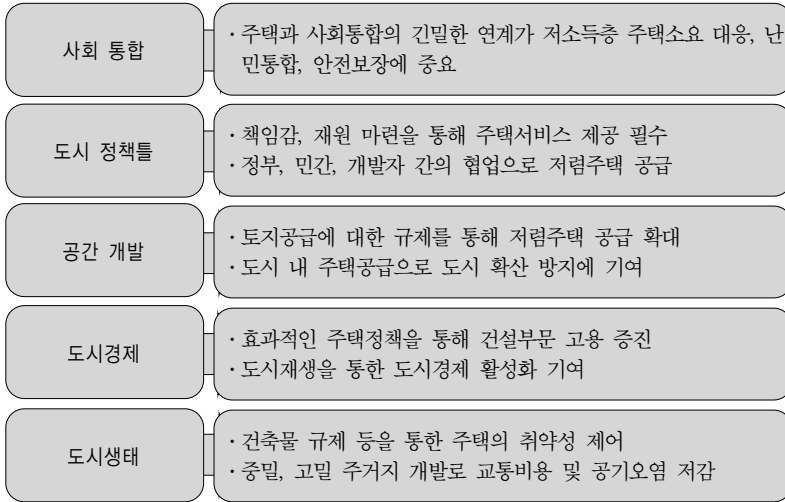 사회 통합
· 주택과 사회통합의 긴밀한 연계가 저소득층 주택소요 대응, 난
민통합, 안전보장에 중요
도시 정책틀
· 책임감, 재원 마련을 통해 주택서비스 제공 필수
· 정부, 민간, 개발자 간의 협업으로 저렴주택 공급
공간 개발
· 토지공급에 대한 규제를 통해 저렴주택 공급 확대
· 도시 내 주택공급으로 도시 확산 방지에 기여
도시경제
· 효과적인 주택정책을 통해 건설부문 고용 증진
· 도시재생을 통한 도시경제 활성화 기여
도시생태
· 건축물 규제 등을 통한 주택의 취약성 제어
· 중밀, 고밀 주거지 개발로 교통비용 및 공기오염 저감